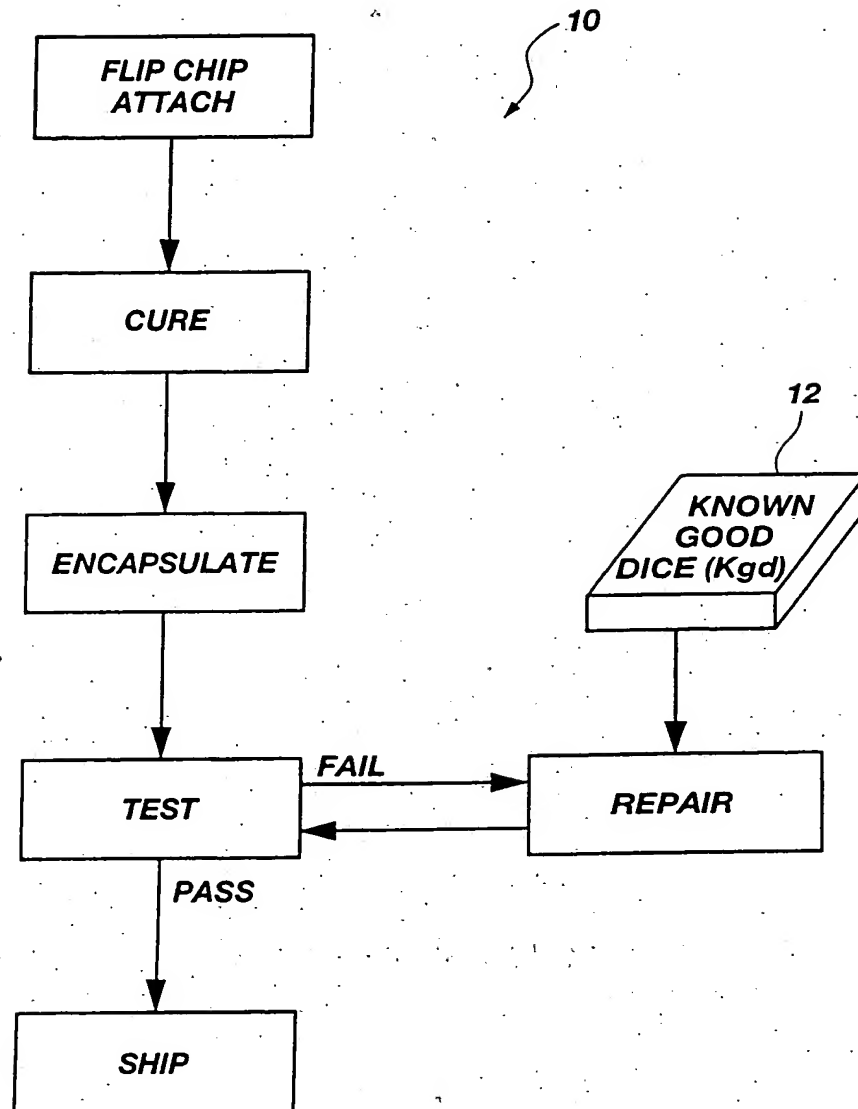 10
FLIP CHIP
ATTACH
CURE
12
KNOWN
GOOD
DICE (Kgd)
ENCAPSULATE
FAIL
TEST
REPAIR
PASS
SHIP